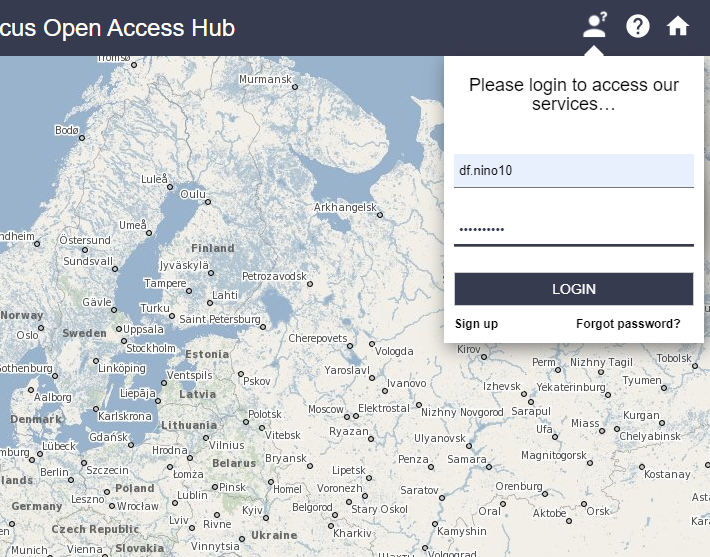 cus Open Access Hub
Please login to access our
services...
df.nino10
••••••••••
LOGIN
Sign up
Forgot password?
Tromsø
Murmansk
Bodø
Luleå
Oulu
Arkhangelsk
Umeå
ndheim
Östersund
Finland
Sundsvall
Jyväskylä
Petrozavodsk
Tampere
Gävle
Lahti
Norway
Turku
Saint Petersburg
Oslo
Sweden
Uppsala
Cherepovets
Stockholm
Vologda
Kirov
Estonia
Tobolsk
Gothenburg
Linköping
Yaroslavl
Perm
Nizhny Tagil
Ventspils
Pskov
Ivanovo
Izhevsk
Yekaterinburg
Tyumen
Aalborg
Liepāja
Latvia
Moscow
Elektrostal
Nizhny Novgorod
Sarapul
Denmark
Karlskrona
Polotsk
Kurgan
Lithuania
Vitebsk
Ryazan
Ufa
Miass
Chelyabinsk
Gdańsk
Vilnius
Ulyanovsk
mburg
Lübeck
Hrodna
Bryansk
Penza
Samara
Magnitogorsk
Szczecin
Belarus
Berlin
Łomża
Lipetsk
Kostanay
lands
Poland
Pinsk
Homel
Voronezh
Saratov
Orenburg
Leszno
Lublin
Germany
Wrocław
Belgorod
Stary Oskol
Oral
Aktobe
Orsk
Asta
Kar
Lviv
Rivne
Kyiv
Czech Republic
Ukraine
Kharkiv
Kamyshin
Munich
Vienna
Slovakia
Vinnytsia
Volgograd